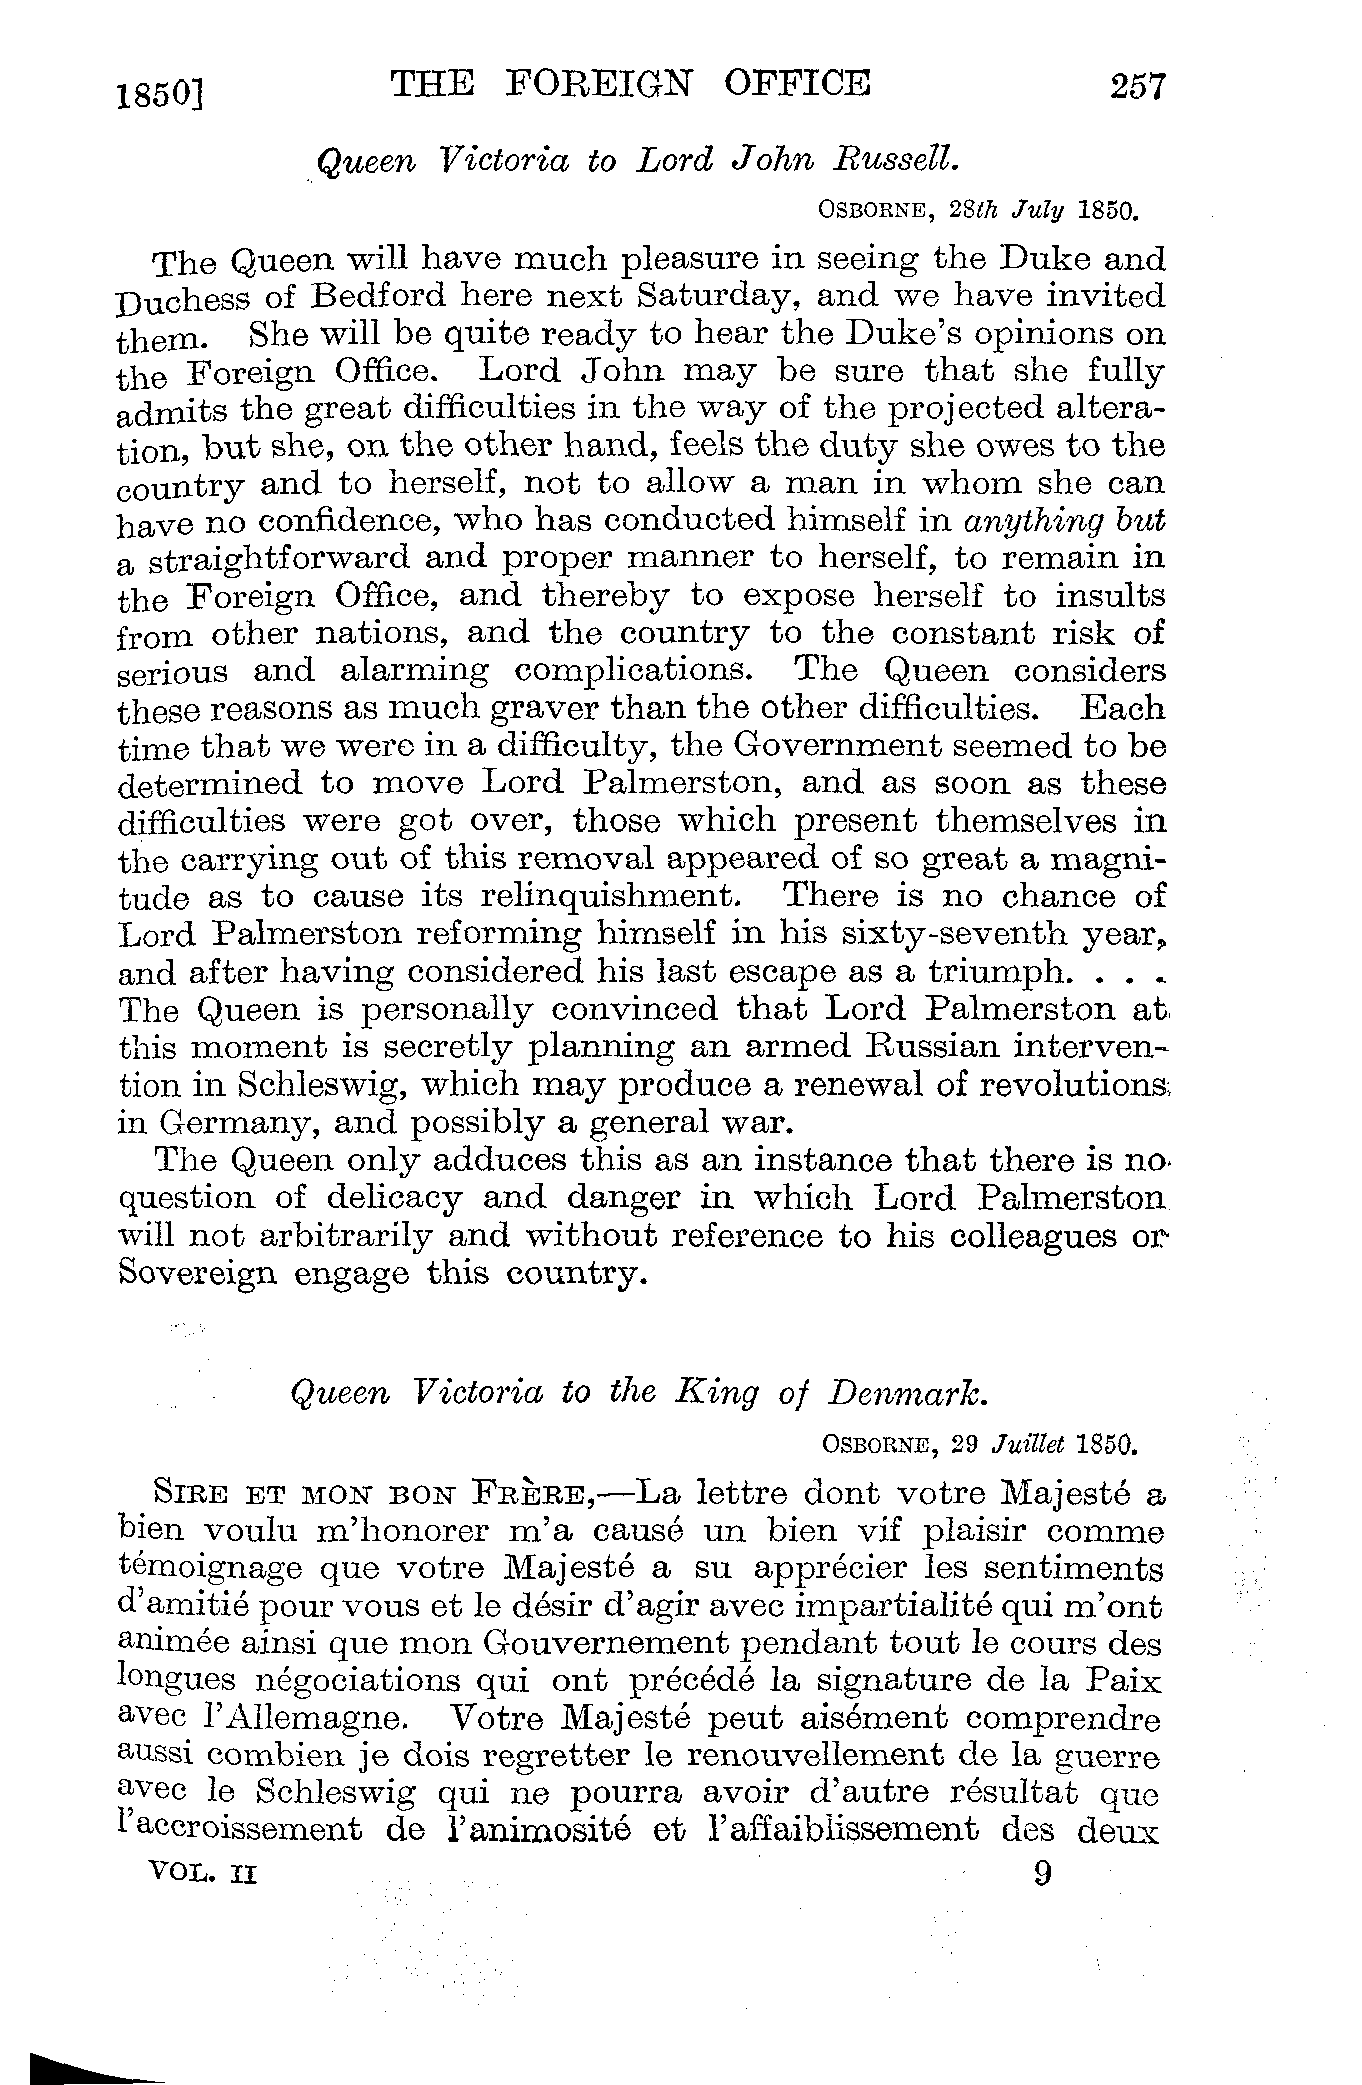 1850] THE FOREIGN OFFICE 257
Queen Victoria to Lord John Russell.
OSBORNE, 28th July 1850.
The Queen will have much pleasure in seeing the Duke and
Duchess of Bedford here next Saturday, and we have invited
them. She will be quite ready to hear the Duke's opinions on
the Foreign Office. Lord John may be sure that she fully
admits the great difficulties in the way of the projected altera-
tion, but she, on the other hand, feels the duty she owes to the
country and to herself, not to allow a man in whom she can
have no confidence, who has conducted himself in anything but
a straightforward and proper manner to herself, to remain in
the Foreign Office, and thereby to expose herself to insults
from other nations, and the country to the constant risk of
serious and alarming complications. The Queen considers
these reasons as much graver than the other difficulties. Each
time that we were in a difficulty, the Government seemed to be
determined to move Lord Palmerston, and as soon as these
difficulties were got over, those which present themselves in
the carrying out of this removal appeared of so great a magni-
tude as to cause its relinquishment. There is no chance of
Lord Palmerston reforming himself in his sixty-seventh year,
and after having considered his last escape as a triumph. . . .
The Queen is personally convinced that Lord Palmerston at
this moment is secretly planning an armed Russian interven-
tion in Schleswig, which may produce a renewal of revolutions
in Germany, and possibly a general war.
The Queen only adduces this as an instance that there is no
question of delicacy and danger in which Lord Palmerston
will not arbitrarily and without reference to his colleagues or
Sovereign engage this country.
Queen Victoria to the King of Denmark.
OSBORNE, 29 Juillet 1850.
SIRE ET MON BON FRÈRE,—La lettre dont votre Majesté a
bien voulu m'honorer m'a causé un bien vif plaisir comme
témoignage que votre Majesté a su apprécier les sentiments
d'amitié pour vous et le désir d'agir avec impartialité qui m'ont
animée ainsi que mon Gouvernement pendant tout le cours des
longues négociations qui ont précédé la signature de la Paix
avec l'Allemagne. Votre Majesté peut aisément comprendre
aussi combien je dois regretter le renouvellement de la guerre
avec le Schleswig qui ne pourra avoir d'autre résultat que
l'accroissement de l'animosité et l'affaiblissement des deux
VOL. II 9